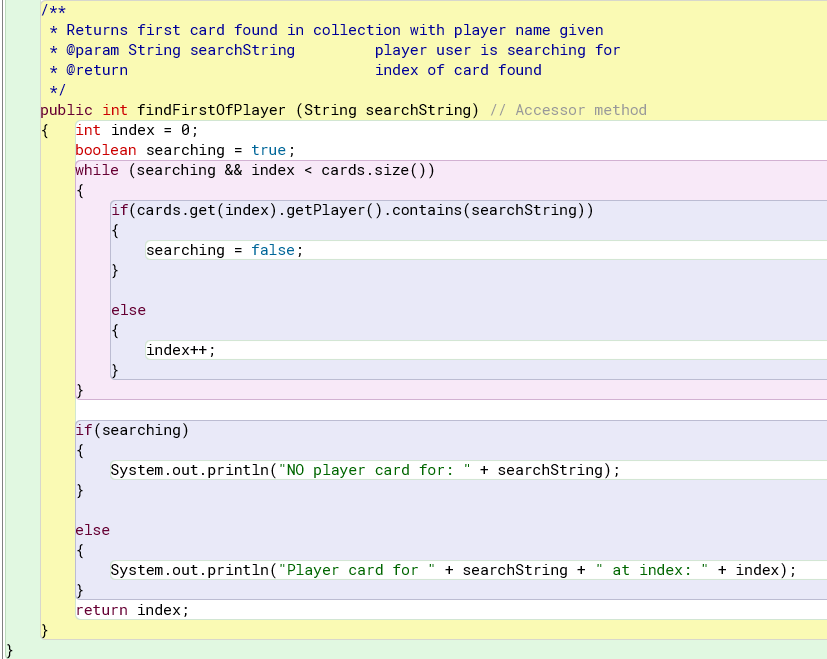 /**
 * Returns first card found in collection with player name given
 * @param String searchString         player user is searching for
 * @return                            index of card found
 */
public int findFirstOfPlayer (String searchString) // Accessor method
{   int index = 0;
    boolean searching = true;
    while (searching && index < cards.size())
    {
        if(cards.get(index).getPlayer().contains(searchString))
        {
            searching = false;
        }

        else
        {
            index++;
        }
    }

    if(searching)
    {
        System.out.println("NO player card for: " + searchString);
    }

    else
    {
        System.out.println("Player card for " + searchString + " at index: " + index);
    }
    return index;
}
}